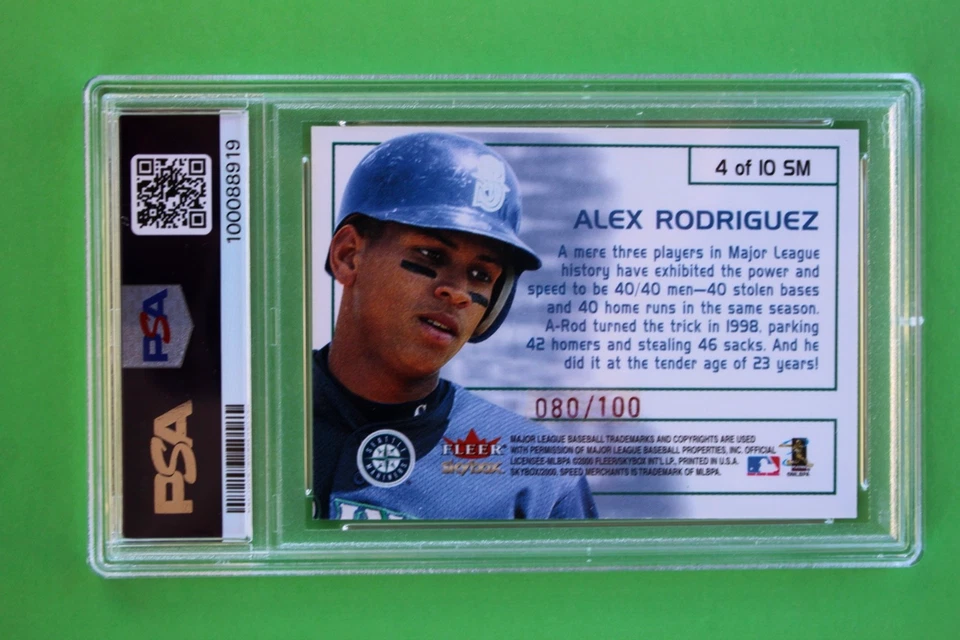 100088919
PSA
PSA
4 of 10 SM
ALEX RODRIGUEZ
A mere three players in Major League
history have exhibited the power and
speed to be 40/40 men—40 stolen bases
and 40 home runs in the same season.
A-Rod turned the trick in 1998, parking
42 homers and stealing 46 sacks. And he
did it at the tender age of 23 years!
080/100
FLEER
SKYBOX
MAJOR LEAGUE BASEBALL TRADEMARKS AND COPYRIGHTS ARE USED
WITH PERMISSION OF MAJOR LEAGUE BASEBALL PROPERTIES, INC. OFFICIAL
LICENSEE-MLBPA ©2000 FLEER/SKYBOX INT'L LP, PRINTED IN U.S.A.
SKYBOX2000, SPEED MERCHANTS IS TRADEMARK OF MLBPA.